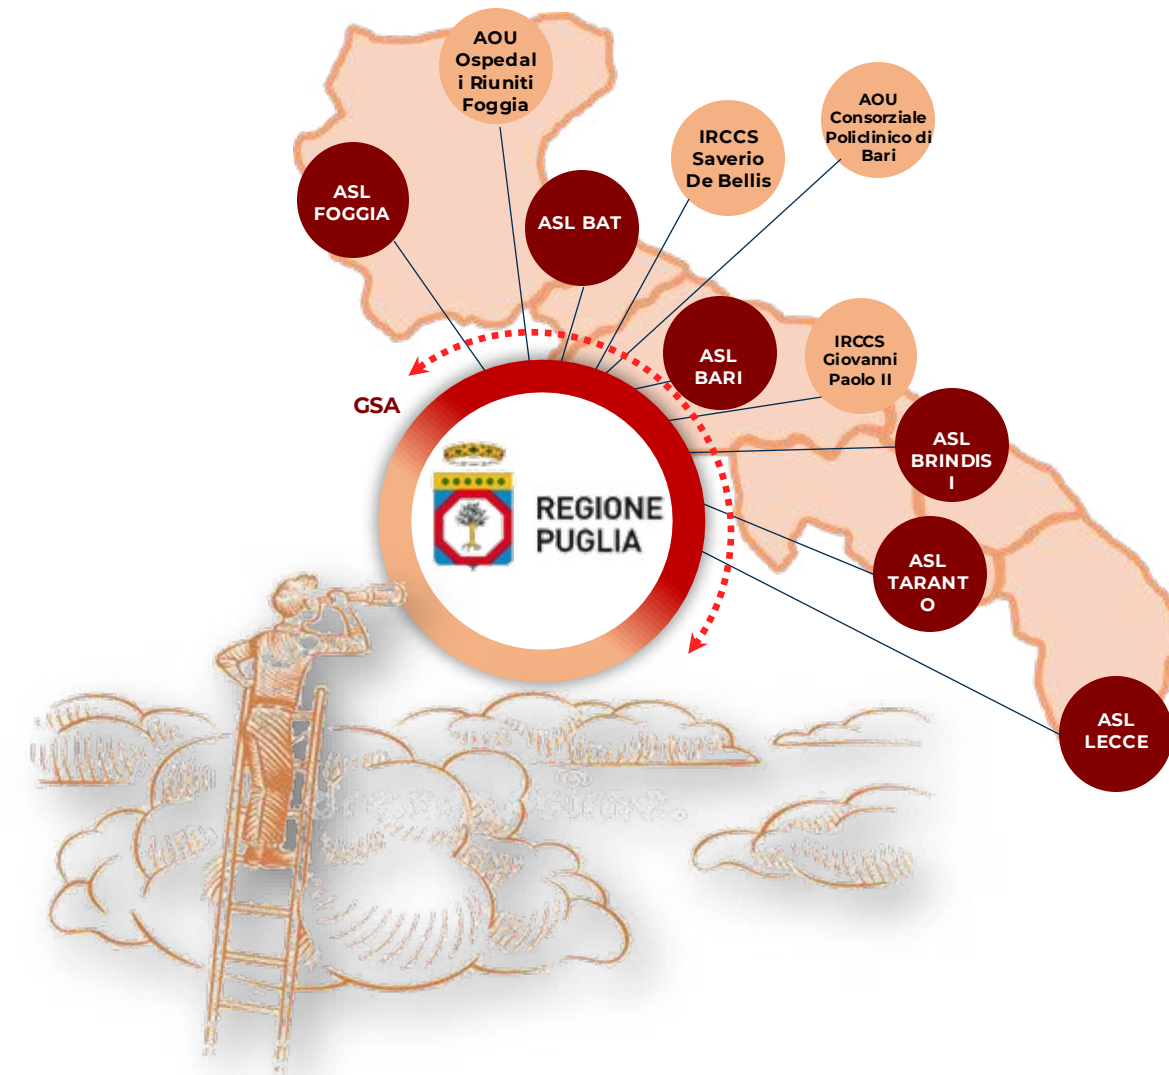 AOU
Ospedal
i Riuniti
Foggia
AOU
Consorziale
Policlinico di
Bari
IRCCS
Saverio
De Bellis
ASL
FOGGIA
ASL BAT
ASL
BARI
IRCCS
Giovanni
Paolo II
GSA
ASL
BRINDIS
I
REGIONE
PUGLIA
ASL
TARANT
O
ASL
LECCE